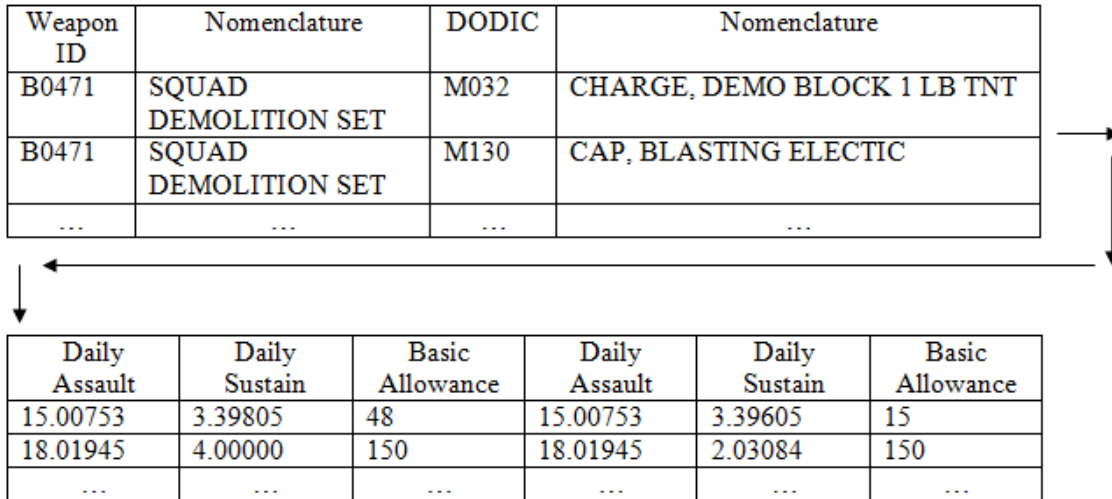 Weapon ID Nomenclature DODIC Nomenclature
B0471 SQUAD DEMOLITION SET M032 CHARGE, DEMO BLOCK 1 LB TNT
B0471 SQUAD DEMOLITION SET M130 CAP, BLASTING ELECTIC
... ... ... ...
Daily Assault Daily Sustain Basic Allowance Daily Assault Daily Sustain Basic Allowance
15.00753 3.39805 48 15.00753 3.39605 15
18.01945 4.00000 150 18.01945 2.03084 150
... ... ... ... ... ...